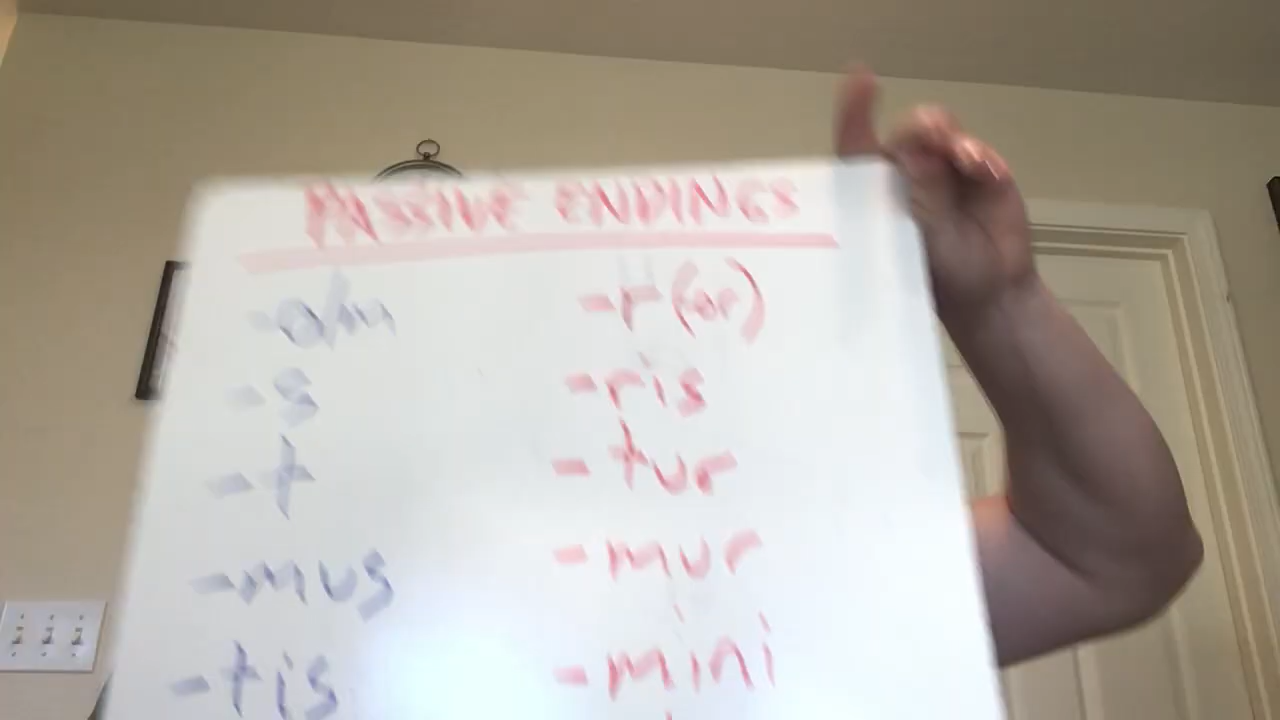 PASSIVE ENDINGS
-o/m -r (or)
-s -ris
-t -tur
-mus -mur
-tis -mini